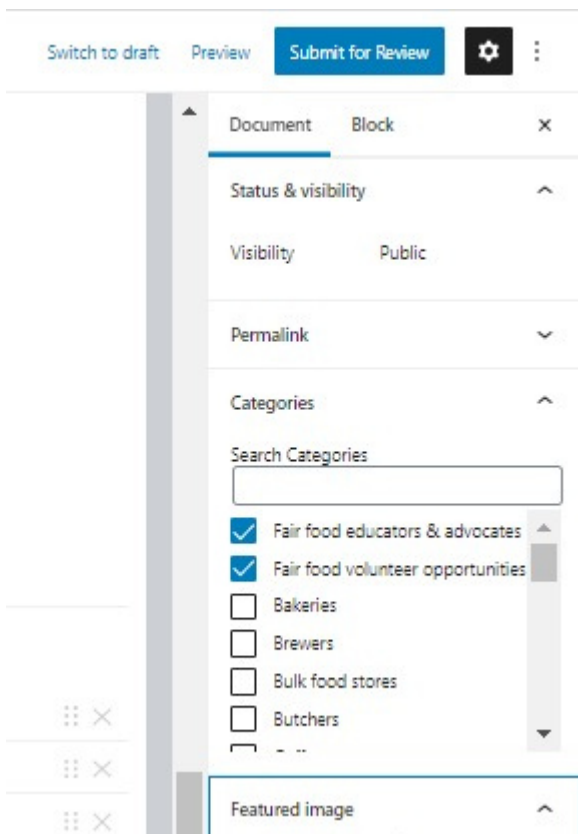 Switch to draft Preview Submit for Review
Document Block
Status & visibility
Visibility Public
Permalink
Categories
Search Categories
Fair food educators & advocates
Fair food volunteer opportunities
Bakeries
Brewers
Bulk food stores
Butchers
Featured image